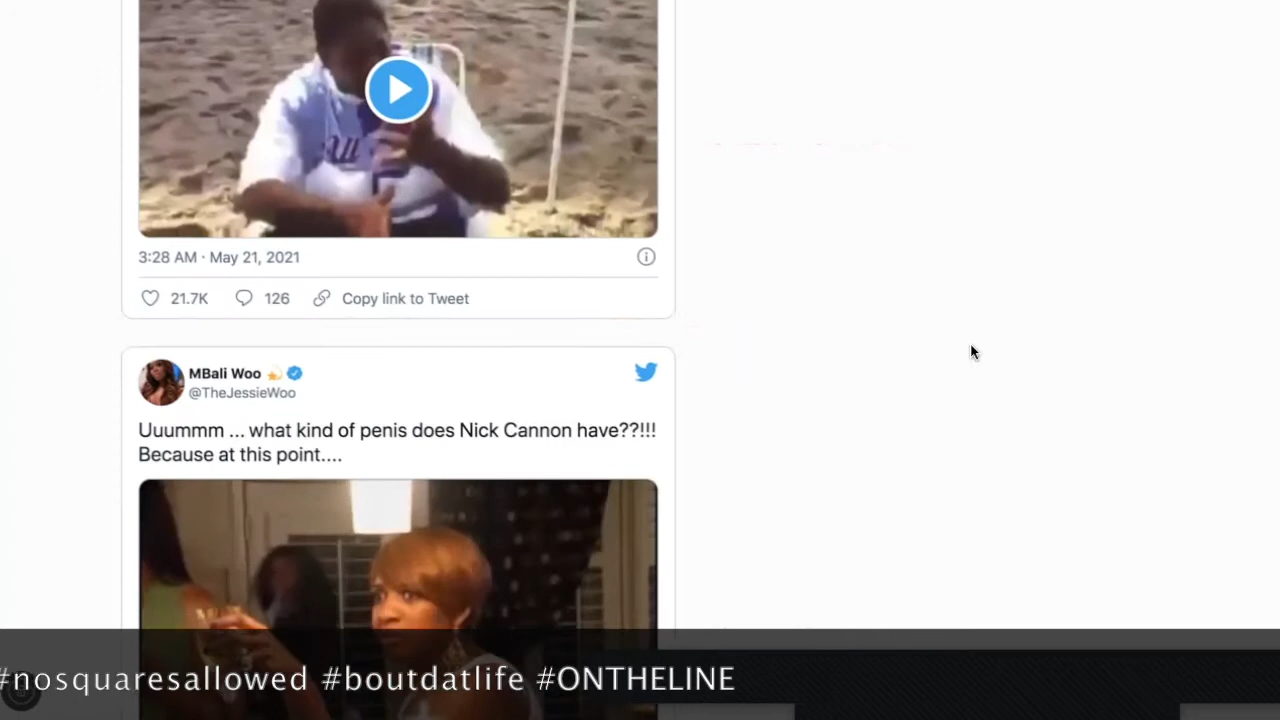 3:28 AM · May 21, 2021
21.7K 126 Copy link to Tweet
MBali Woo
@TheJessieWoo
Uuummm ... what kind of penis does Nick Cannon have??!!!
Because at this point....
#nosquaresallowed #boutdatlife #ONTHELINE